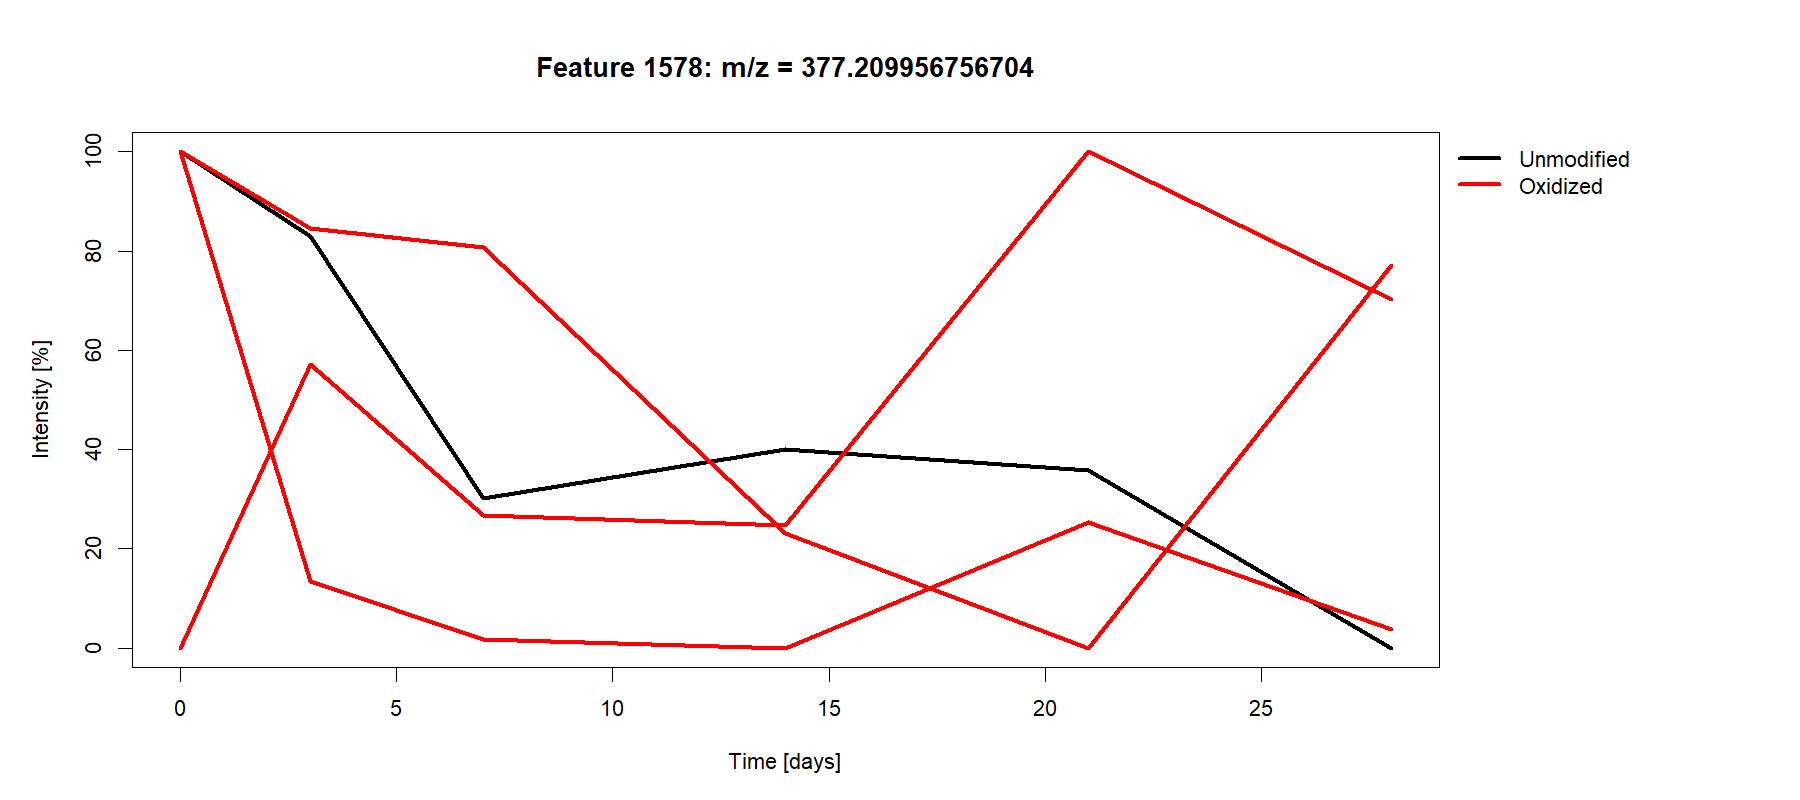 Feature 1578: m/z = 377.209956756704
Unmodified
Oxidized
Intensity [%]
100
80
60
40
20
0
0 5 10 15 20 25
Time [days]